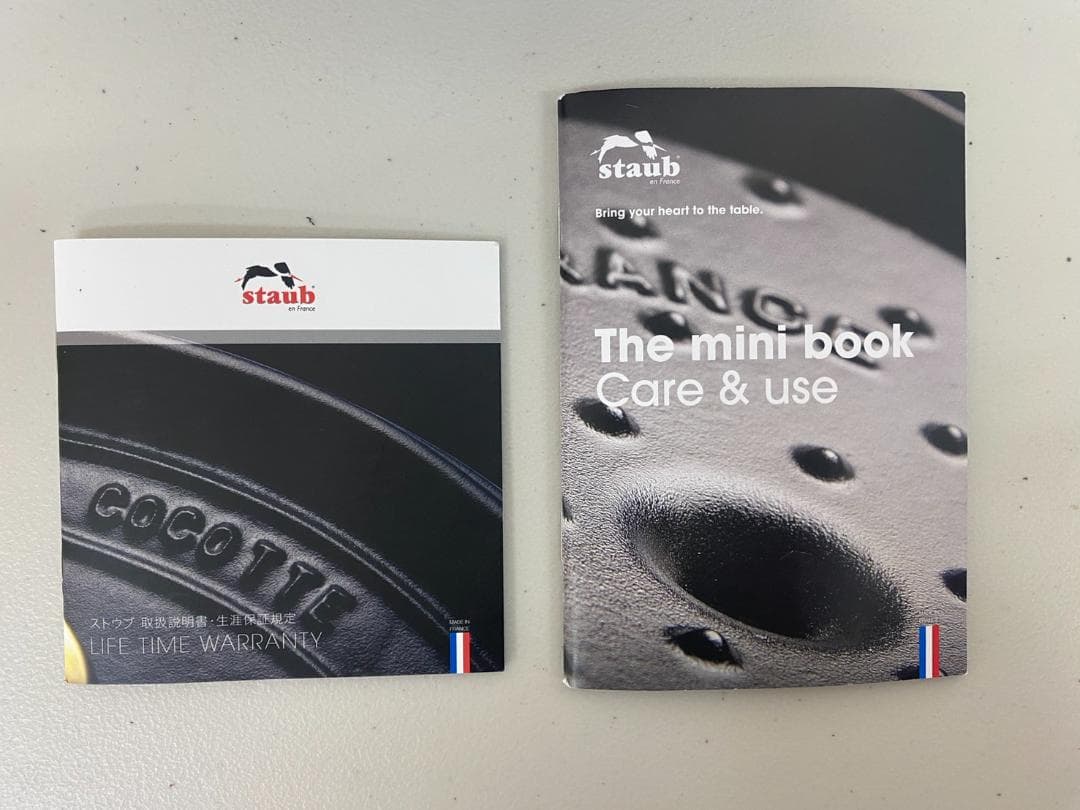 staub
en France
COCOTTE
ストウブ 取扱説明書・生涯保証規定
LIFE TIME WARRANTY
MADE IN
FRANCE
staub
en France
Bring your heart to the table.
RANCE
The mini book
Care & use
FRANCE